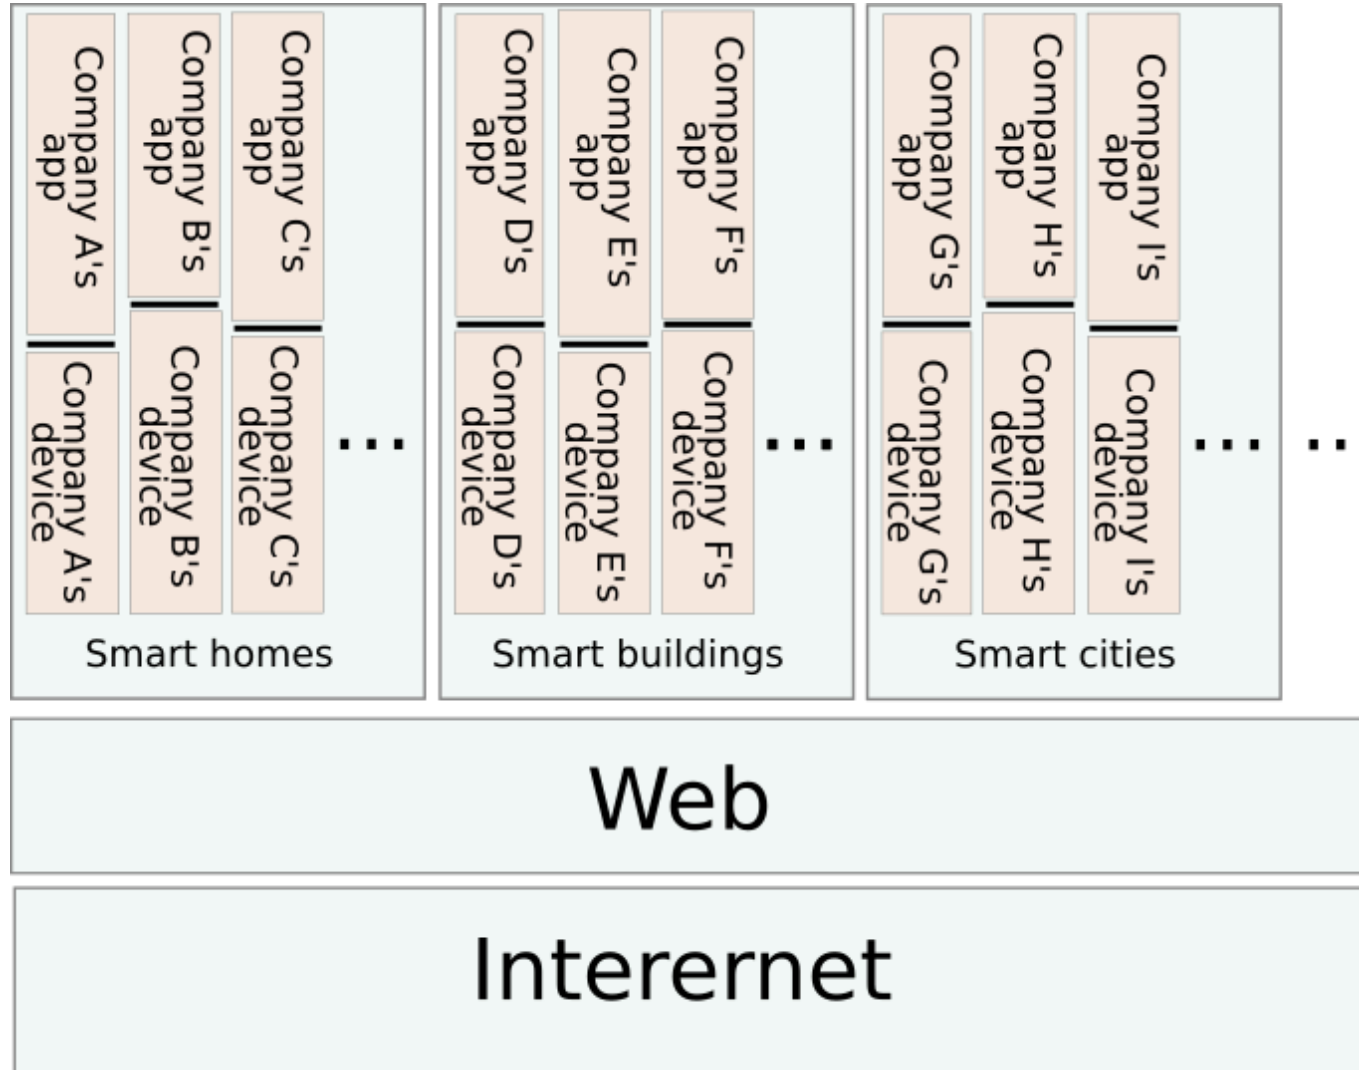 Company A's
app
Company B's
app
Company C's
app
Company A's
device
Company B's
device
Company C's
device
...
Smart homes
Company D's
app
Company E's
app
Company F's
app
Company D's
device
Company E's
device
Company F's
device
...
Smart buildings
Company G's
app
Company H's
app
Company I's
app
Company G's
device
Company H's
device
Company I's
device
...
Smart cities
..
Web
Interernet